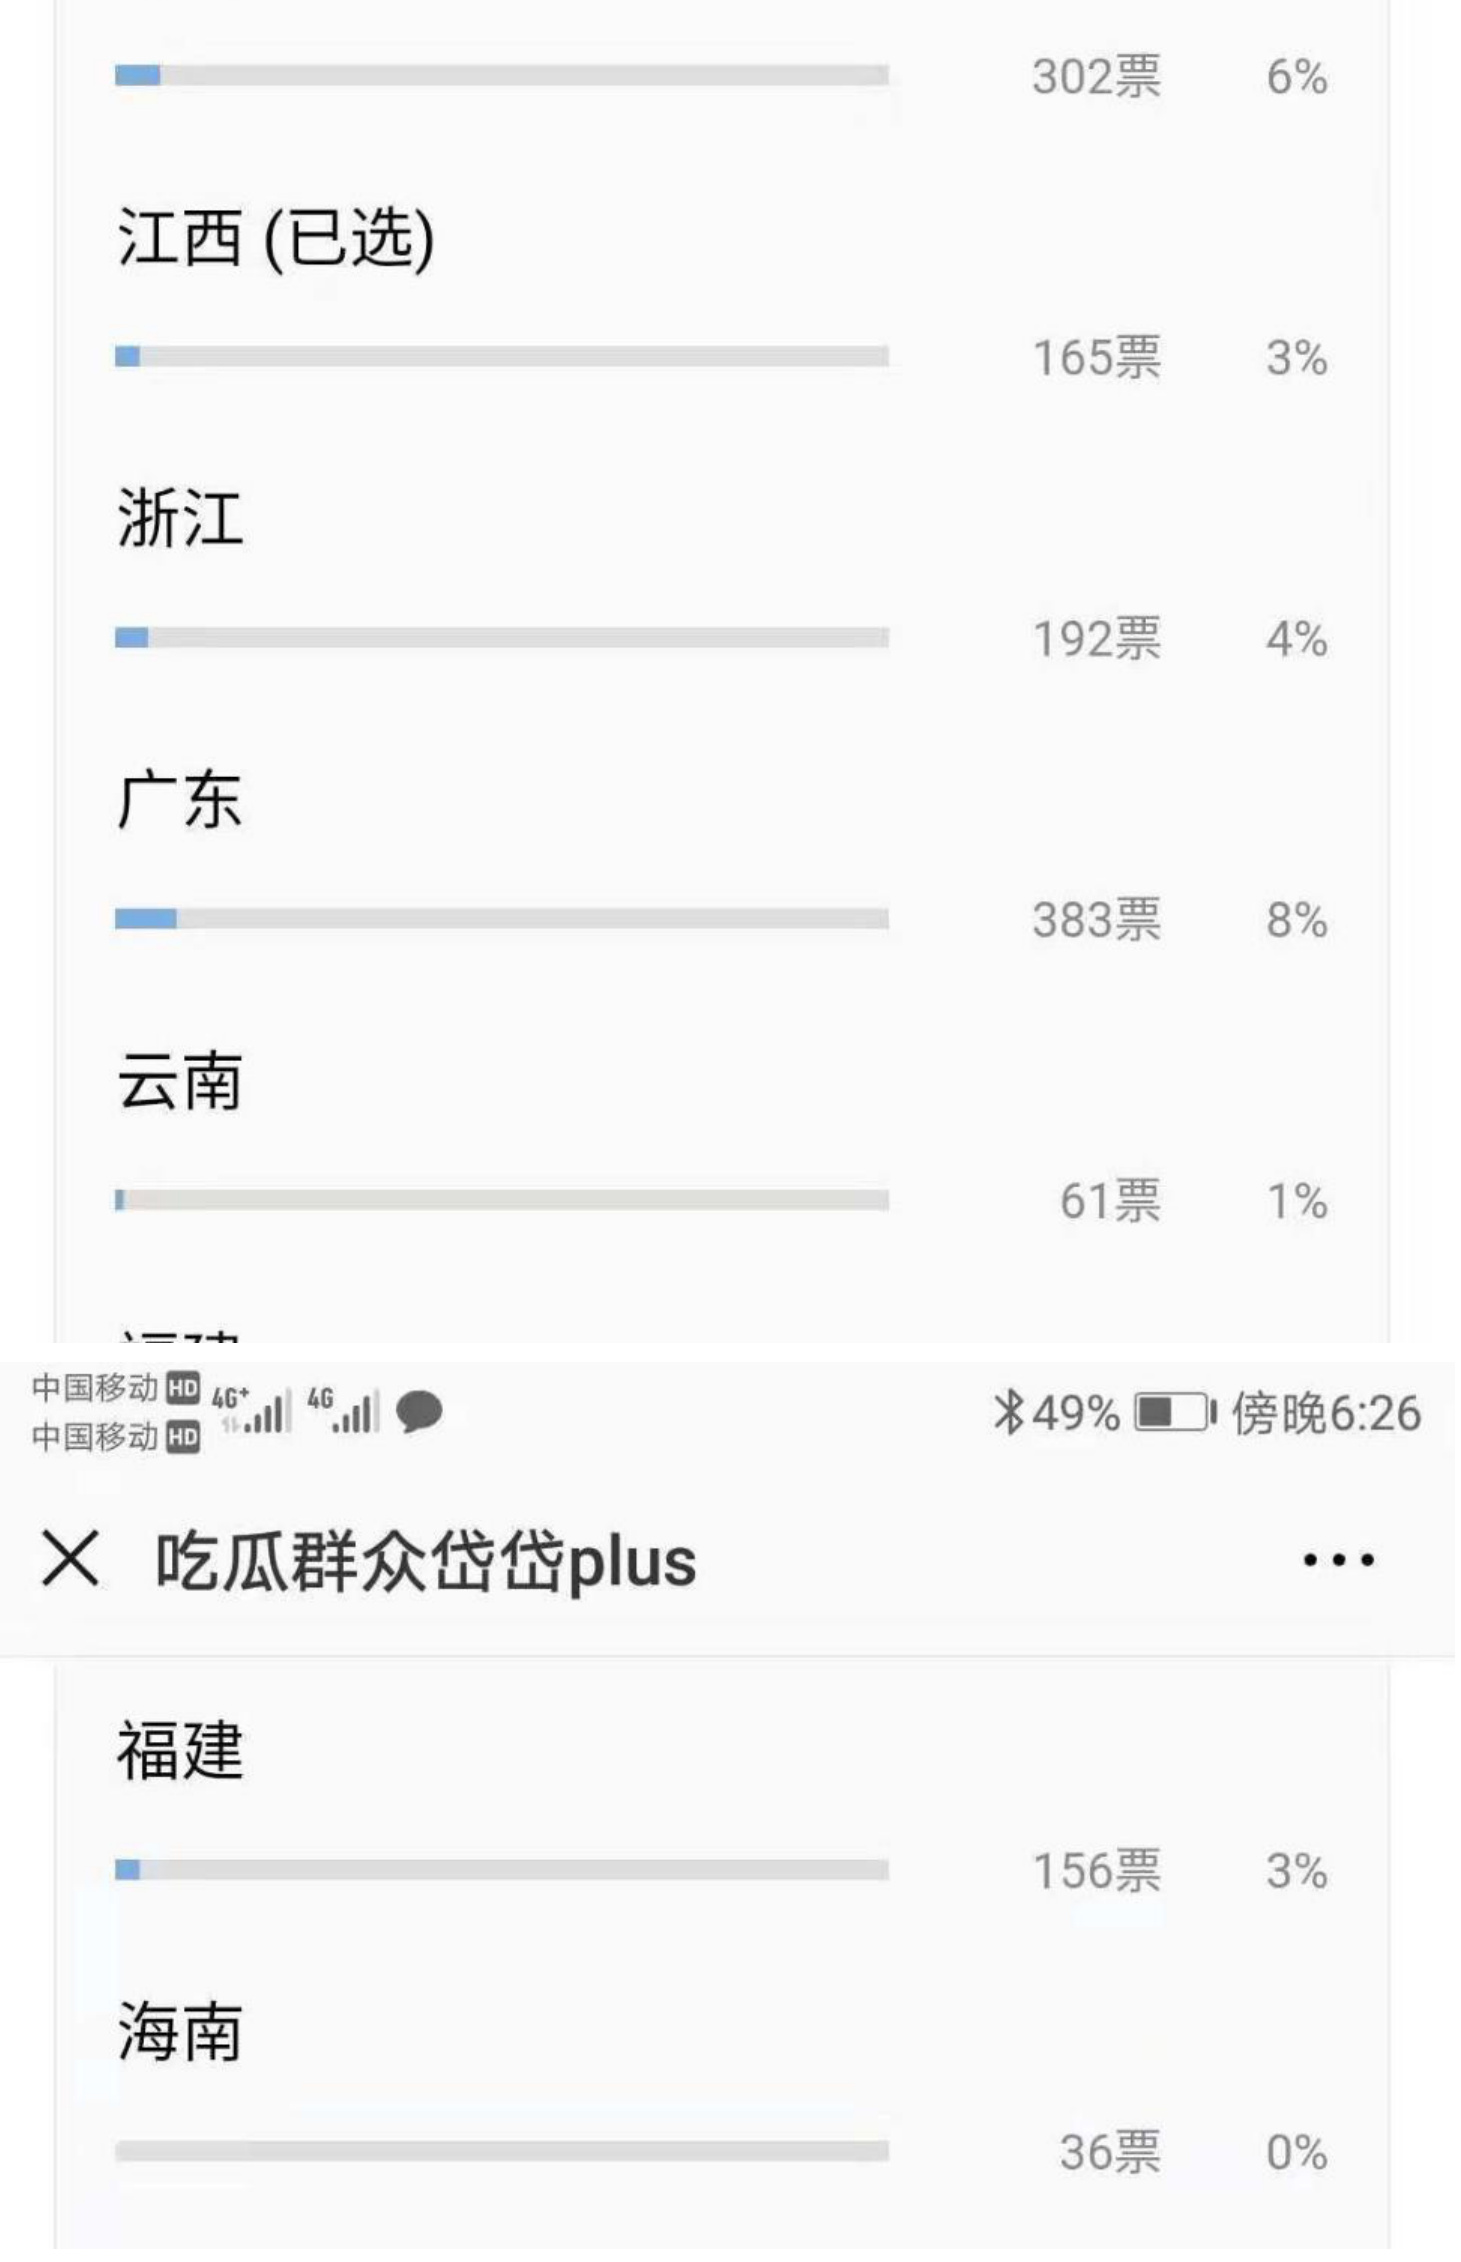 302票 6%
江西 (已选)
165票 3%
浙江
192票 4%
广东
383票 8%
云南
61票 1%
福建
中国移动 HD 4G+ 4G 49% 傍晚6:26
中国移动 HD
吃瓜群众岱岱plus
福建
156票 3%
海南
36票 0%